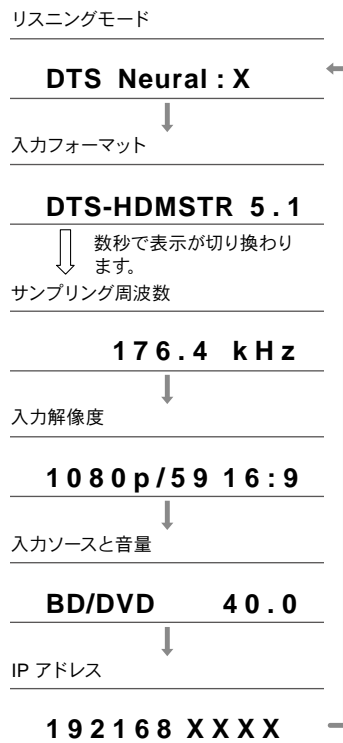 リスニングモード
DTS Neural:X
入力フォーマット
DTS-HDMSTR 5.1
数秒で表示が切り換わり
ます。
サンプリング周波数
176.4 kHz
入力解像度
1080p/59 16:9
入力ソースと音量
BD/DVD 40.0
IP アドレス
192168XXXX